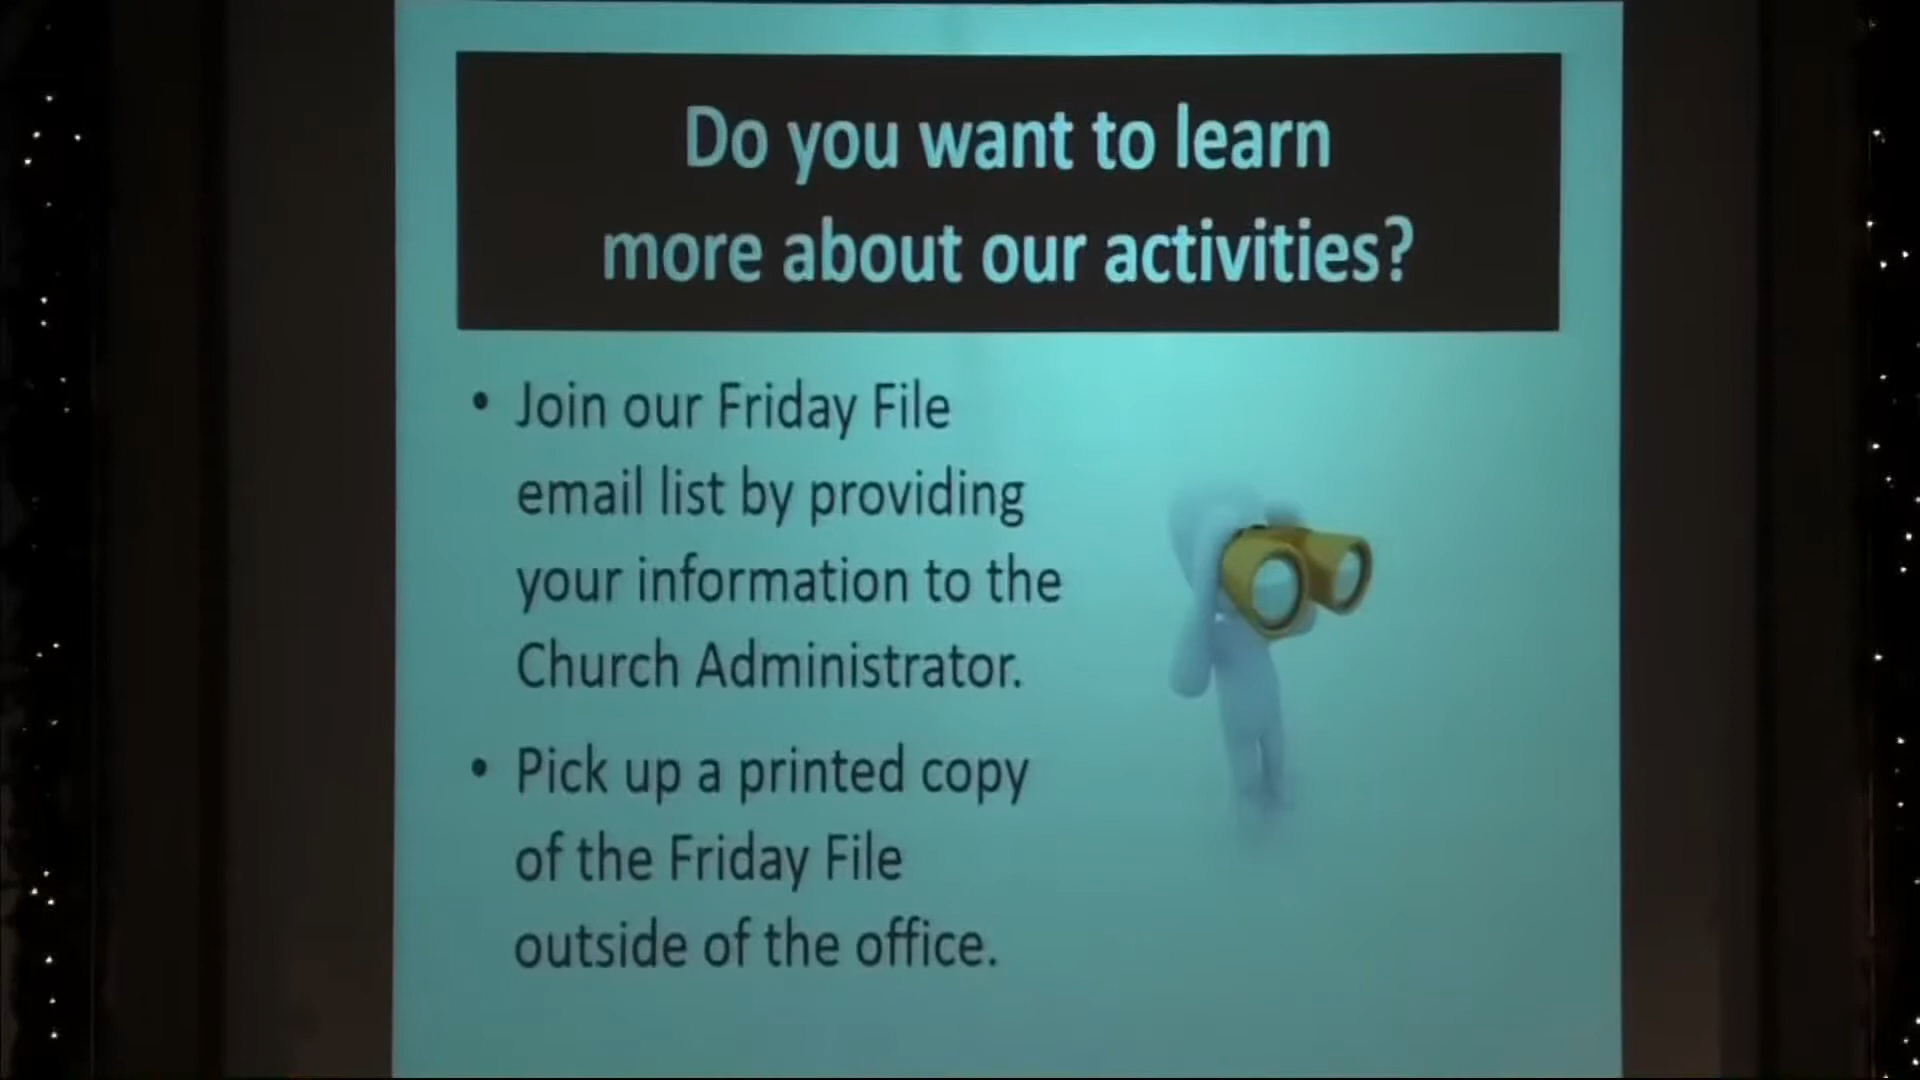 Do you want to learn
more about our activities?
• Join our Friday File
email list by providing
your information to the
Church Administrator.
• Pick up a printed copy
of the Friday File
outside of the office.